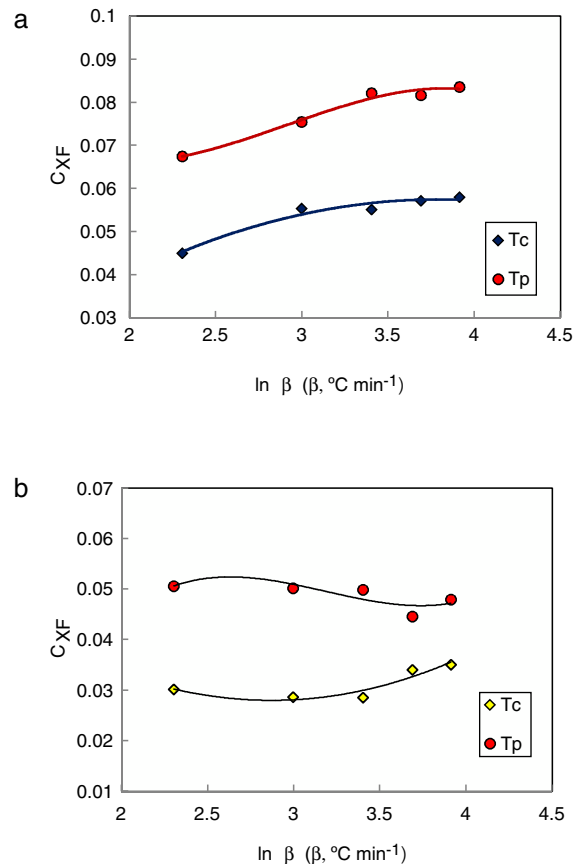 a
0.1
0.09
0.08
0.07
0.06
0.05
0.04
0.03
C_XF
2 2.5 3 3.5 4 4.5
Tc
Tp
ln β (β, ºC min⁻¹)
b
0.07
0.06
0.05
0.04
0.03
0.02
0.01
C_XF
2 2.5 3 3.5 4 4.5
Tc
Tp
ln β (β, ºC min⁻¹)